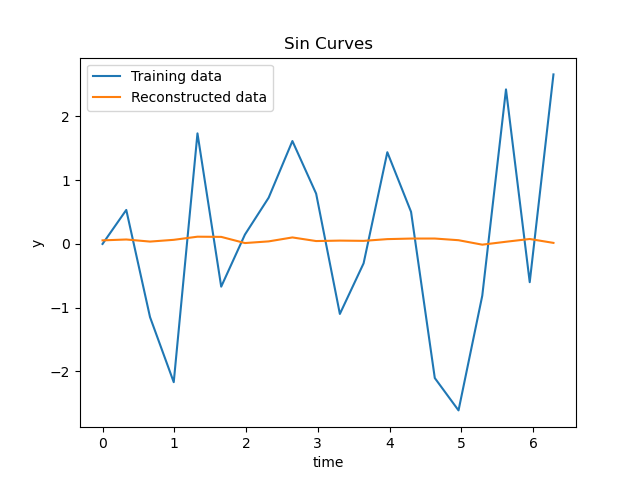 Sin Curves
Training data
Reconstructed data
y
2
1
0
−1
−2
0 1 2 3 4 5 6
time